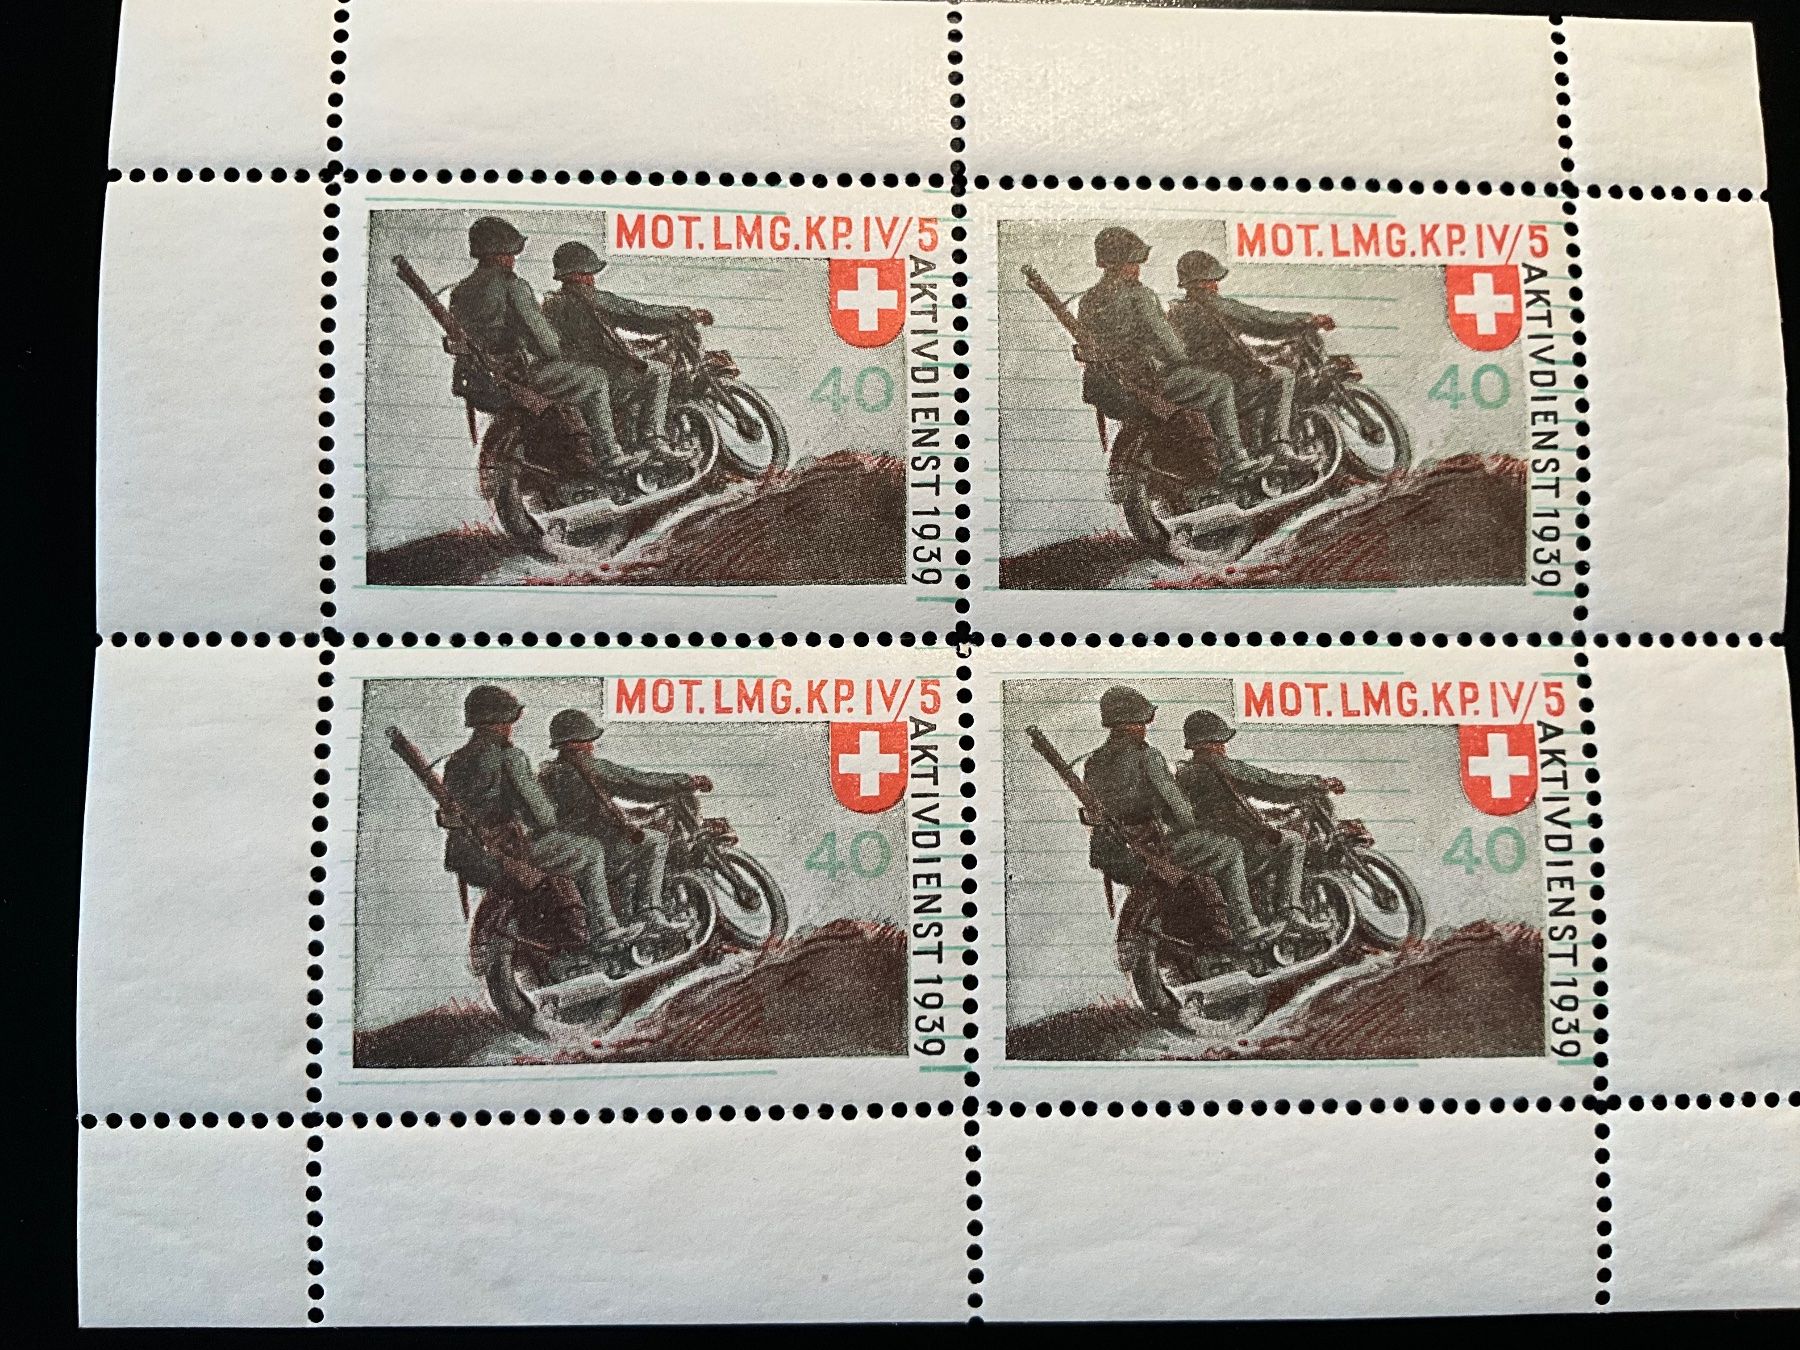 MOT. LMG. KP. IV/5
AKTIVDIENST 1939
40
MOT. LMG. KP. IV/5
AKTIVDIENST 1939
40
MOT. LMG. KP. IV/5
AKTIVDIENST 1939
40
MOT. LMG. KP. IV/5
AKTIVDIENST 1939
40